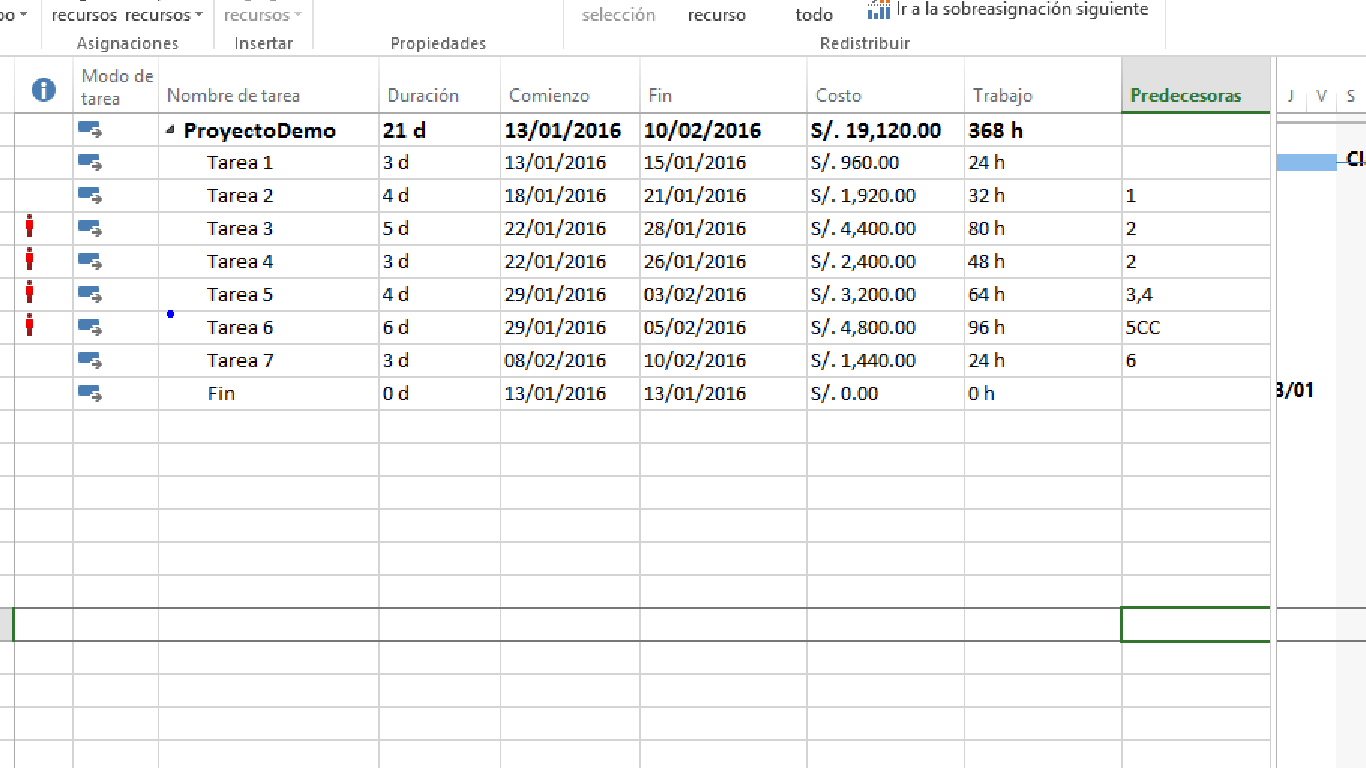 recursos recursos recursos selección recurso todo Ir a la sobreasignación siguiente
Asignaciones Insertar Propiedades Redistribuir
Modo de tarea Nombre de tarea Duración Comienzo Fin Costo Trabajo Predecesoras J V S
ProyectoDemo 21 d 13/01/2016 10/02/2016 S/. 19,120.00 368 h
Tarea 1 3 d 13/01/2016 15/01/2016 S/. 960.00 24 h
Tarea 2 4 d 18/01/2016 21/01/2016 S/. 1,920.00 32 h 1
Tarea 3 5 d 22/01/2016 28/01/2016 S/. 4,400.00 80 h 2
Tarea 4 3 d 22/01/2016 26/01/2016 S/. 2,400.00 48 h 2
Tarea 5 4 d 29/01/2016 03/02/2016 S/. 3,200.00 64 h 3,4
Tarea 6 6 d 29/01/2016 05/02/2016 S/. 4,800.00 96 h 5CC
Tarea 7 3 d 08/02/2016 10/02/2016 S/. 1,440.00 24 h 6
Fin 0 d 13/01/2016 13/01/2016 S/. 0.00 0 h